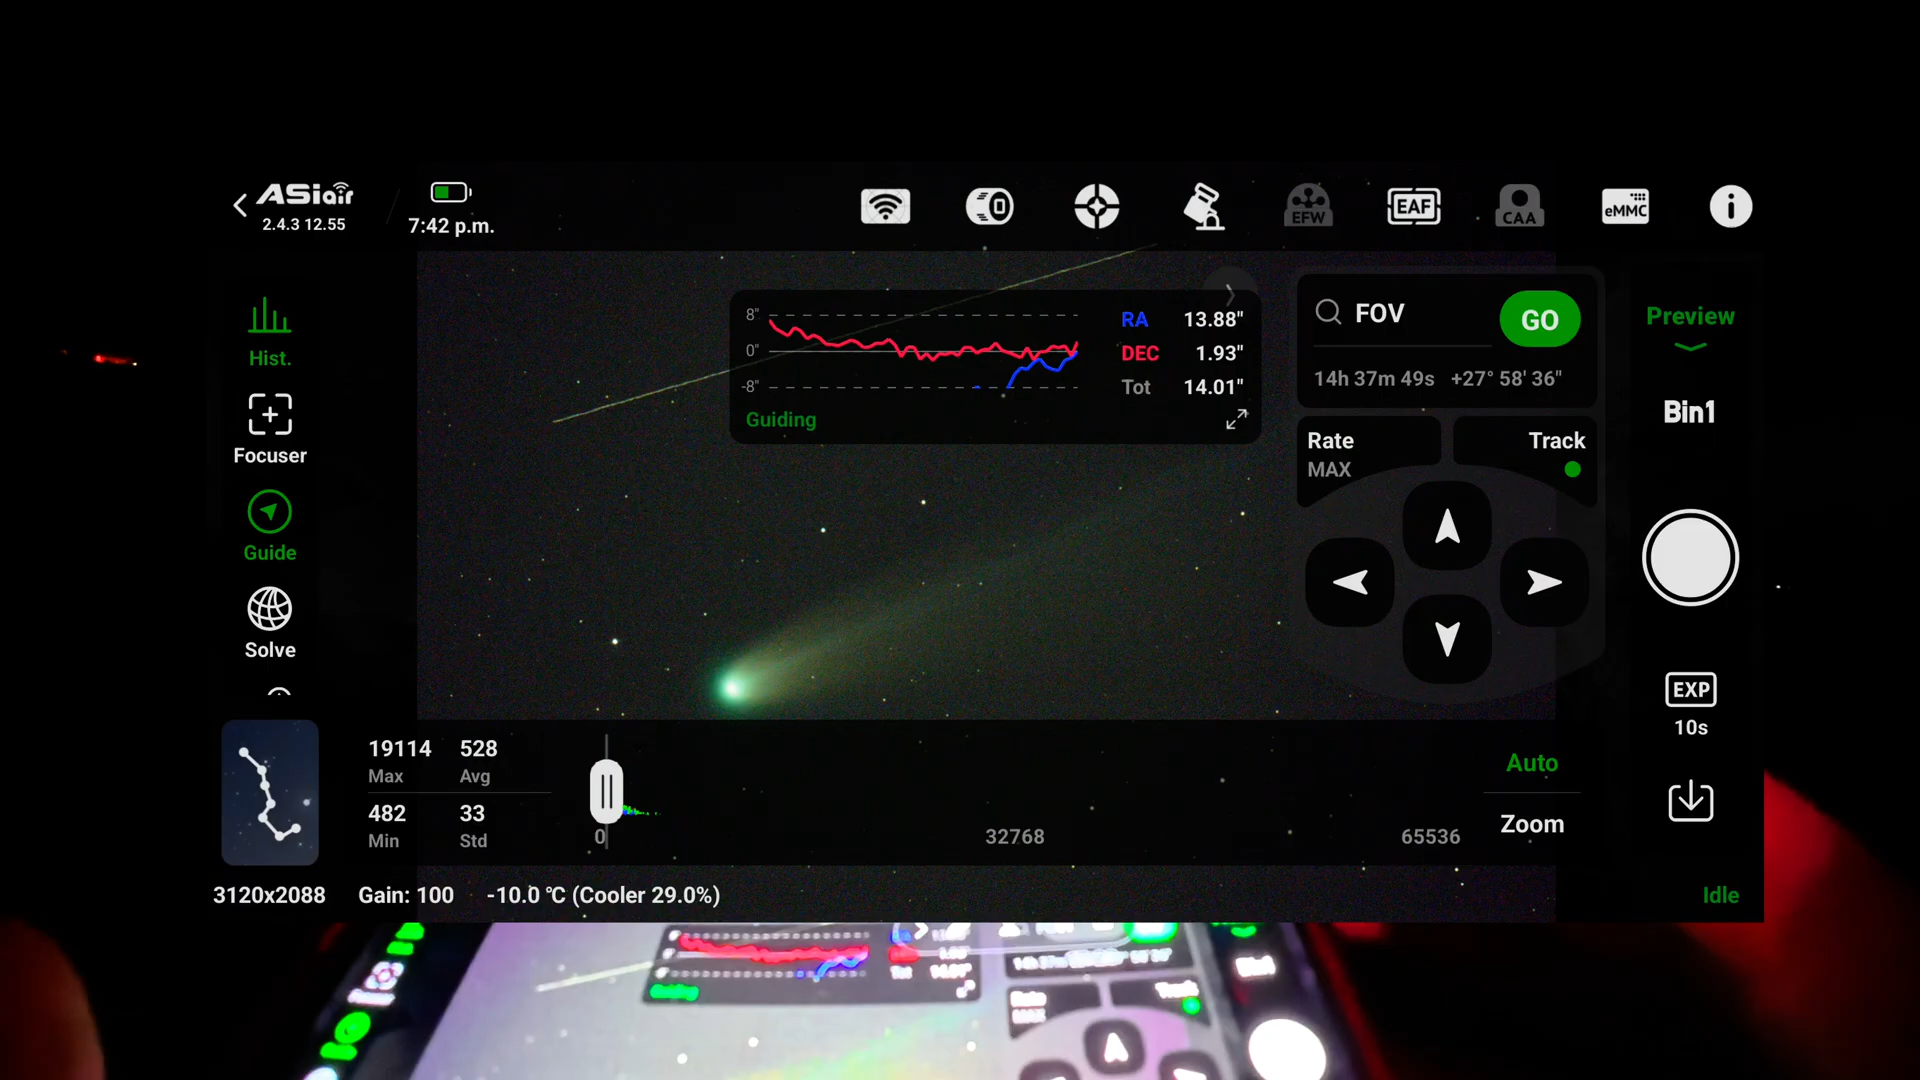 ASiair
2.4.3 12.55
7:42 p.m.
EFW
EAF
CAA
eMMC
Hist.
Focuser
Guide
Solve
8"
0"
-8"
RA 13.88"
DEC 1.93"
Tot 14.01"
Guiding
FOV
GO
14h 37m 49s +27° 58' 36"
Rate
MAX
Track
Preview
Bin1
EXP
10s
19114 528
Max Avg
482 33
Min Std
0 32768 65536
Auto
Zoom
3120x2088 Gain: 100 -10.0 ℃ (Cooler 29.0%)
Idle